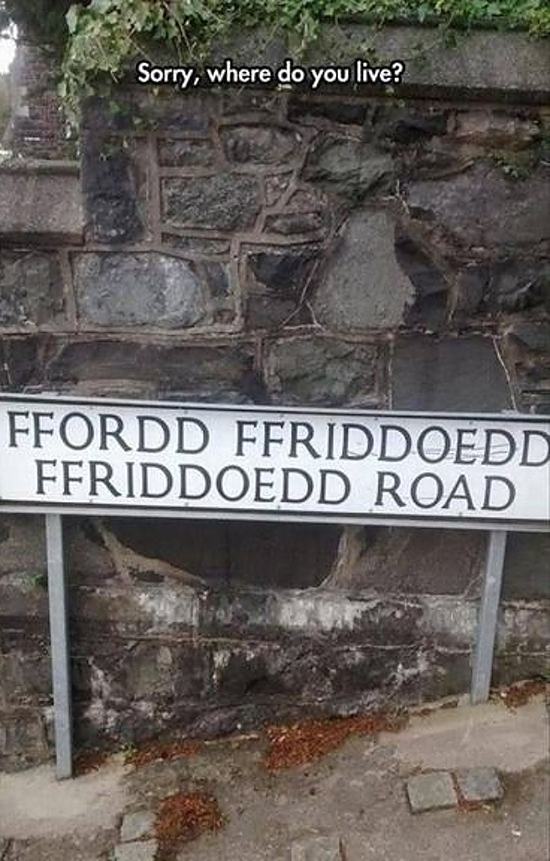 Sorry, where do you live?
FFORDD FFRIDDOEDD
FFRIDDOEDD ROAD